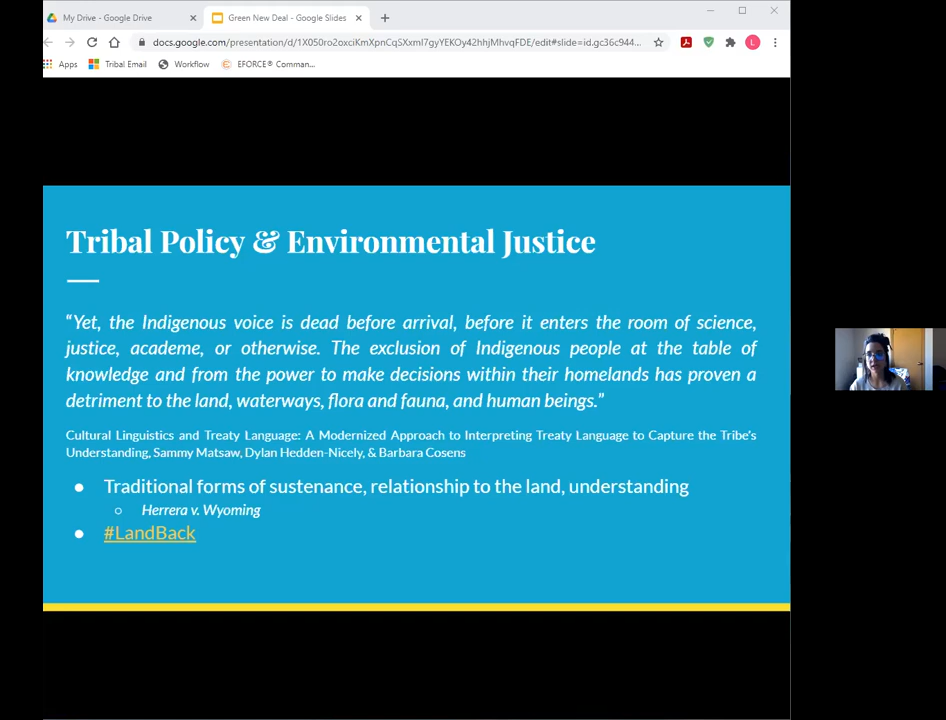 My Drive - Google Drive
Green New Deal - Google Slides
docs.google.com/presentation/d/1X050ro2oxciKmXpnCqSXxmI7gyYEKOy42hhjMhvqFDE/edit#slide=id.gc36c944...
L
Apps
Tribal Email
Workflow
EFORCE® Comman...
Tribal Policy & Environmental Justice
“Yet, the Indigenous voice is dead before arrival, before it enters the room of science,
justice, academe, or otherwise. The exclusion of Indigenous people at the table of
knowledge and from the power to make decisions within their homelands has proven a
detriment to the land, waterways, flora and fauna, and human beings.”
Cultural Linguistics and Treaty Language: A Modernized Approach to Interpreting Treaty Language to Capture the Tribe's
Understanding, Sammy Matsaw, Dylan Hedden-Nicely, & Barbara Cosens
● Traditional forms of sustenance, relationship to the land, understanding
○ Herrera v. Wyoming
● #LandBack